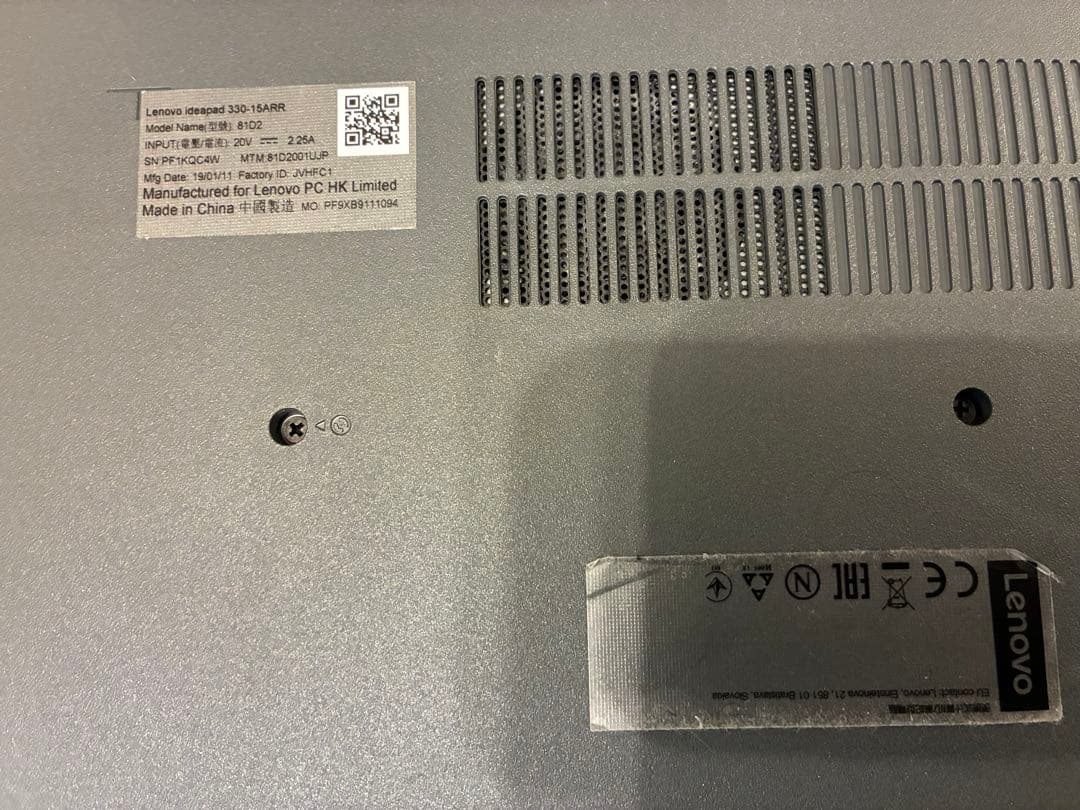 Lenovo ideapad 330-15ARR
Model Name(型號): 81D2
INPUT(電壓/電流): 20V ⎓ 2.25A
SN:PF1KQC4W MTM:81D2001UJP
Mfg Date: 19/01/11 Factory ID: JVHFC1
Manufactured for Lenovo PC HK Limited
Made in China 中國製造 MO: PF9XB9111094
Lenovo
CE EAC N
EU contact: Lenovo, Einsteinova 21, 851 01 Bratislava, Slovakia